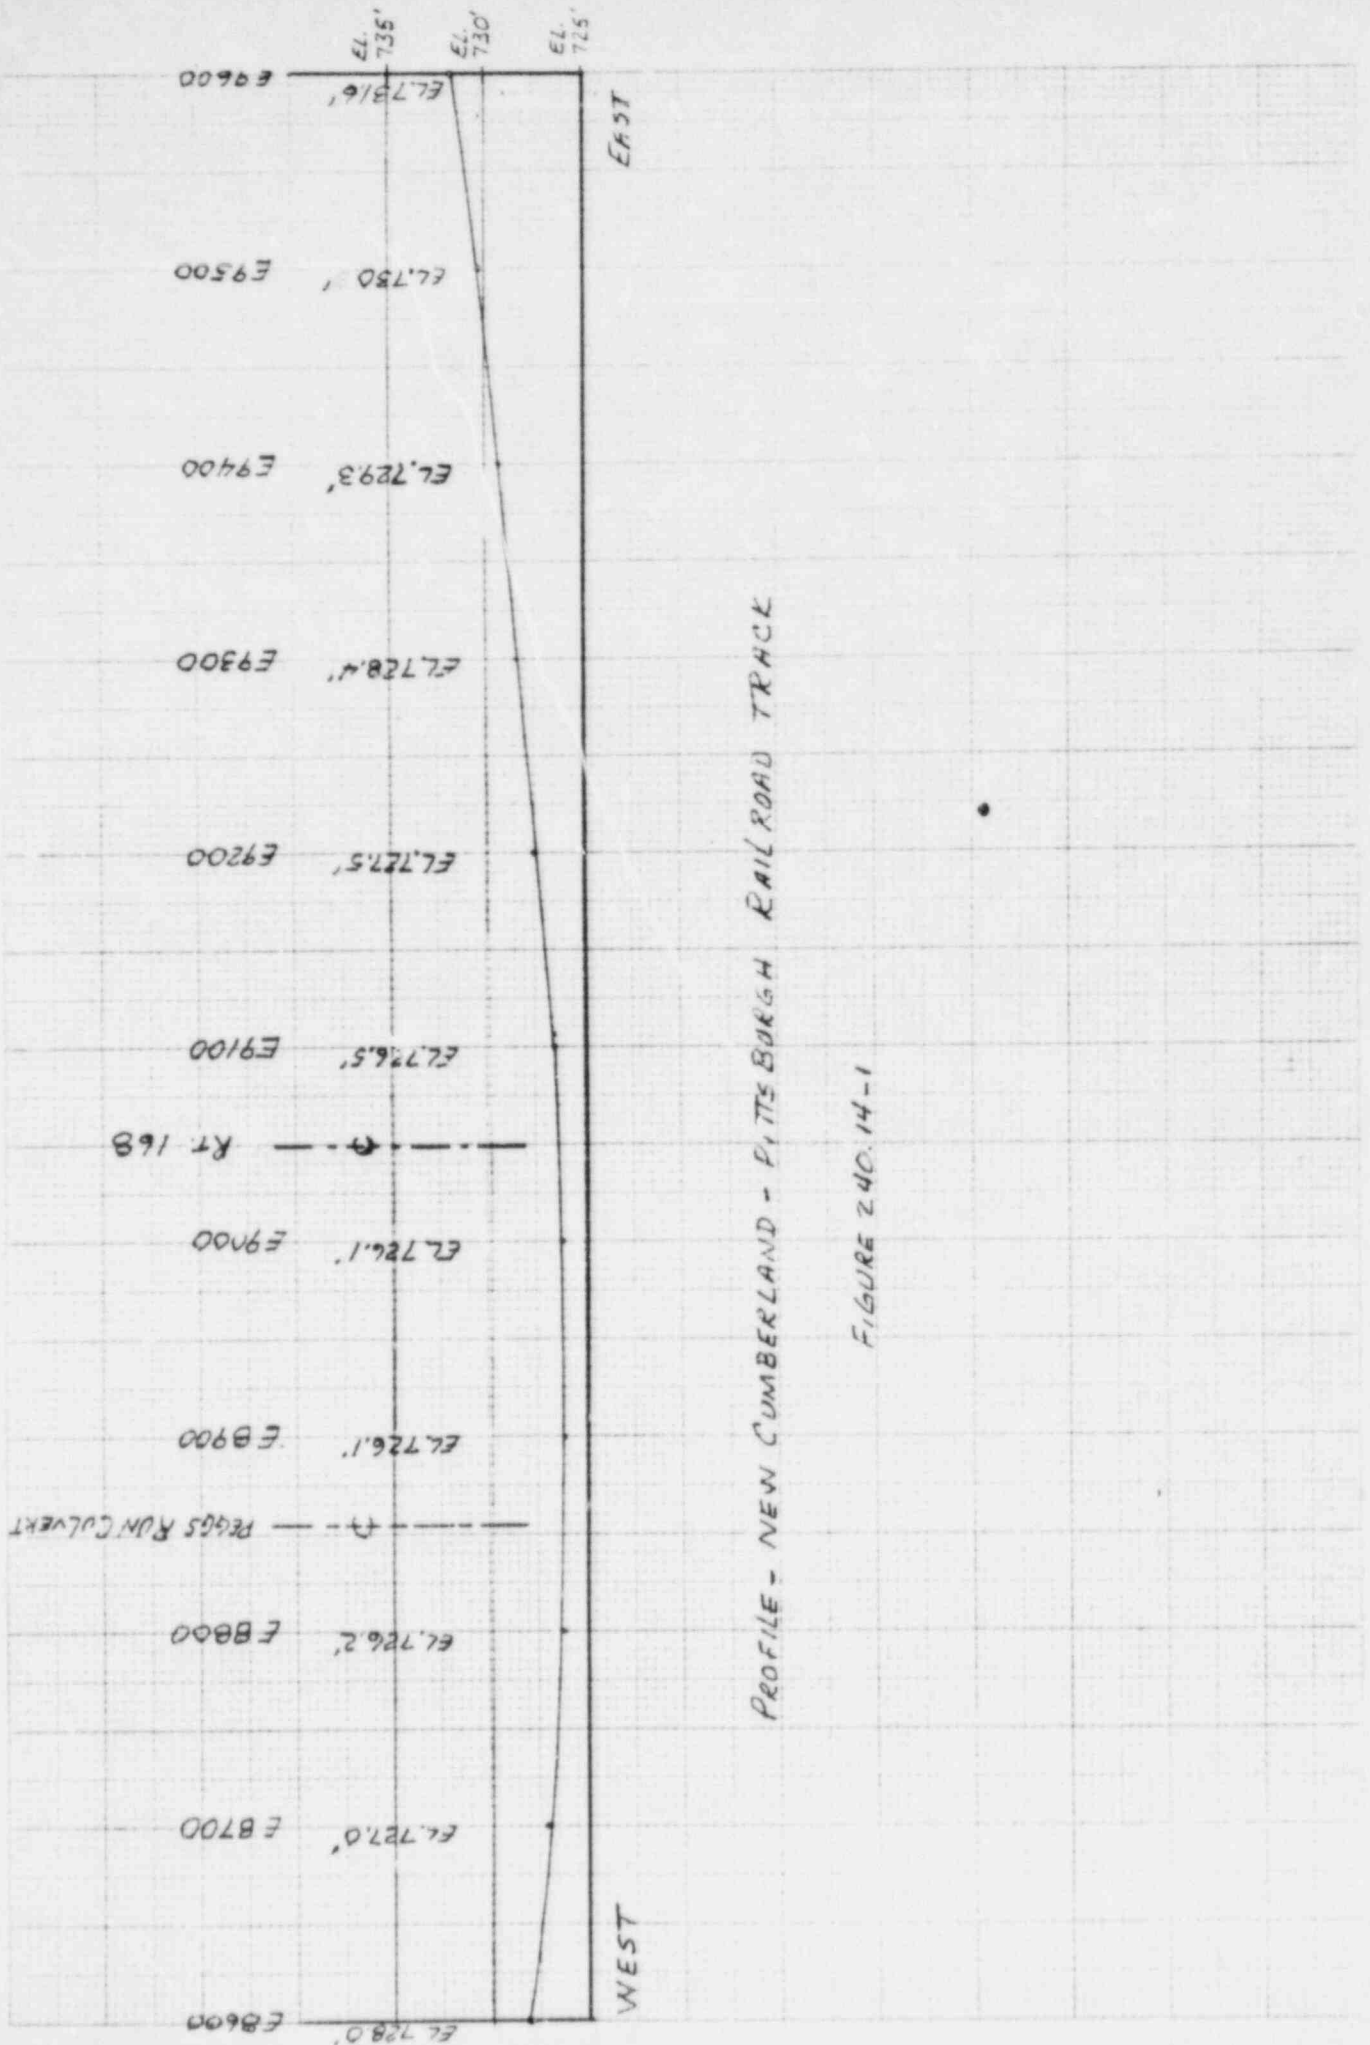 EL. 735'
EL. 730'
EL. 725'
E9600
EL. 731.6'
E9500
EL. 730'
E9400
EL. 729.3'
E9300
EL. 728.4'
E9200
EL. 727.5'
E9100
EL. 726.5'
RT. 168
E9000
EL. 726.1'
E8900
EL. 726.1'
PEGGS RUN CULVERT
E8800
EL. 726.2'
E8700
EL. 727.0'
E8600
EL. 728.0'
EAST
WEST
PROFILE - NEW CUMBERLAND - PITTSBURGH RAILROAD TRACK
FIGURE 240.14-1